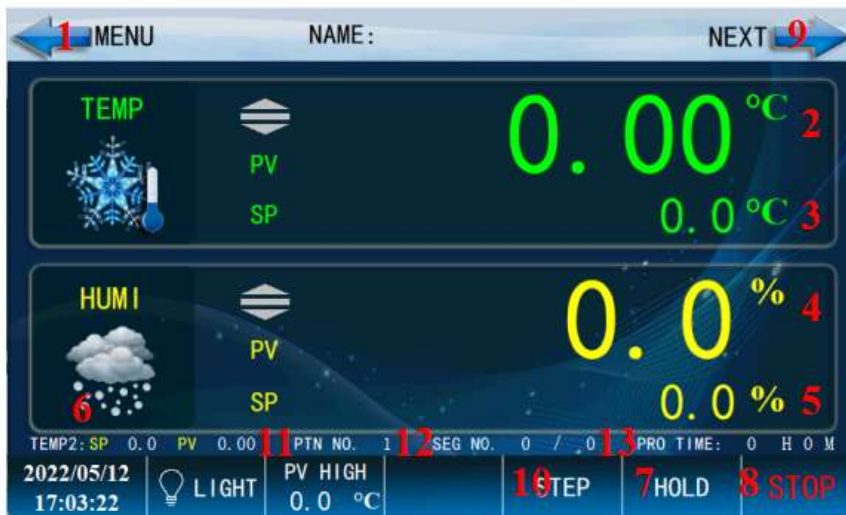 1 MENU NAME: NEXT 9
TEMP 0.00 °C 2
PV
SP 0.0 °C 3
HUMI 0.0 % 4
PV
6 SP 0.0 % 5
TEMP2: SP 0.0 PV 0.00 11 PTN NO. 1 12 SEG NO. 0 / 0 13 PRO TIME: 0 H 0 M
2022/05/12 LIGHT PV HIGH 10 STEP 7 HOLD 8 STOP
17:03:22 0.0 °C